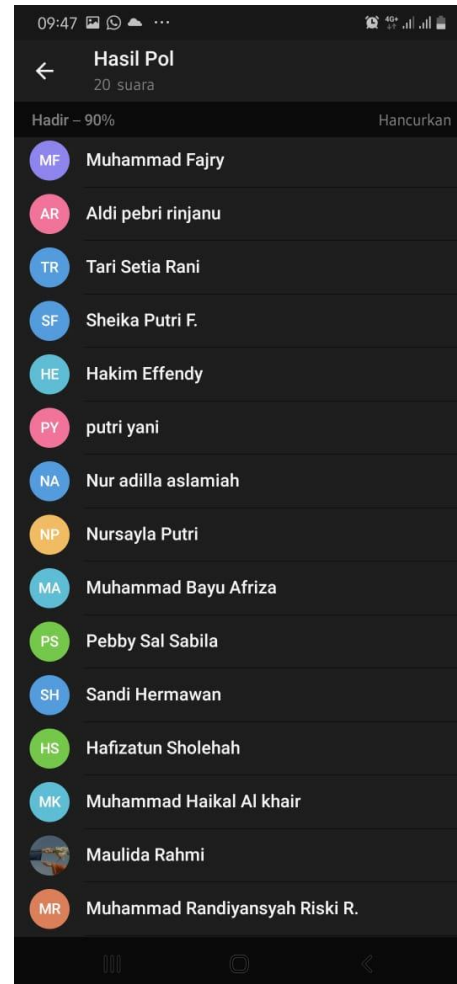 09:47
4G+
Hasil Pol
20 suara
Hadir – 90% Hancurkan
MF Muhammad Fajry
AR Aldi pebri rinjanu
TR Tari Setia Rani
SF Sheika Putri F.
HE Hakim Effendy
PY putri yani
NA Nur adilla aslamiah
NP Nursayla Putri
MA Muhammad Bayu Afriza
PS Pebby Sal Sabila
SH Sandi Hermawan
HS Hafizatun Sholehah
MK Muhammad Haikal Al khair
Maulida Rahmi
MR Muhammad Randiyansyah Riski R.